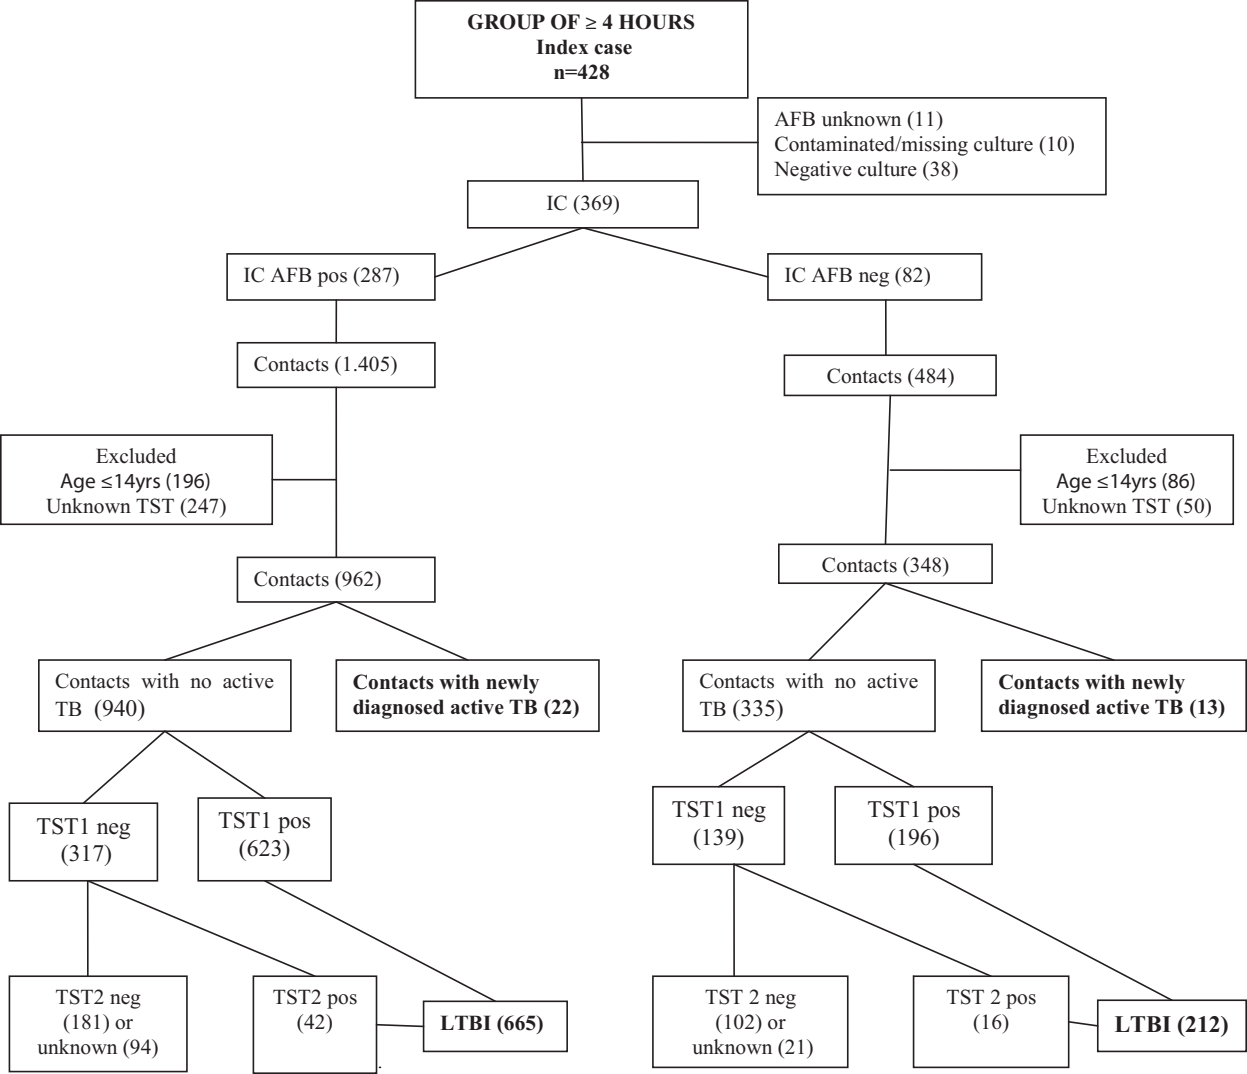 GROUP OF ≥ 4 HOURS
Index case
n=428
AFB unknown (11)
Contaminated/missing culture (10)
Negative culture (38)
IC (369)
IC AFB pos (287)
IC AFB neg (82)
Contacts (1.405)
Contacts (484)
Excluded
Age ≤14yrs (196)
Unknown TST (247)
Excluded
Age ≤14yrs (86)
Unknown TST (50)
Contacts (962)
Contacts (348)
Contacts with no active
TB (940)
Contacts with newly
diagnosed active TB (22)
Contacts with no active
TB (335)
Contacts with newly
diagnosed active TB (13)
TST1 neg
(317)
TST1 pos
(623)
TST1 neg
(139)
TST1 pos
(196)
TST2 neg
(181) or
unknown (94)
TST2 pos
(42)
LTBI (665)
TST 2 neg
(102) or
unknown (21)
TST 2 pos
(16)
LTBI (212)